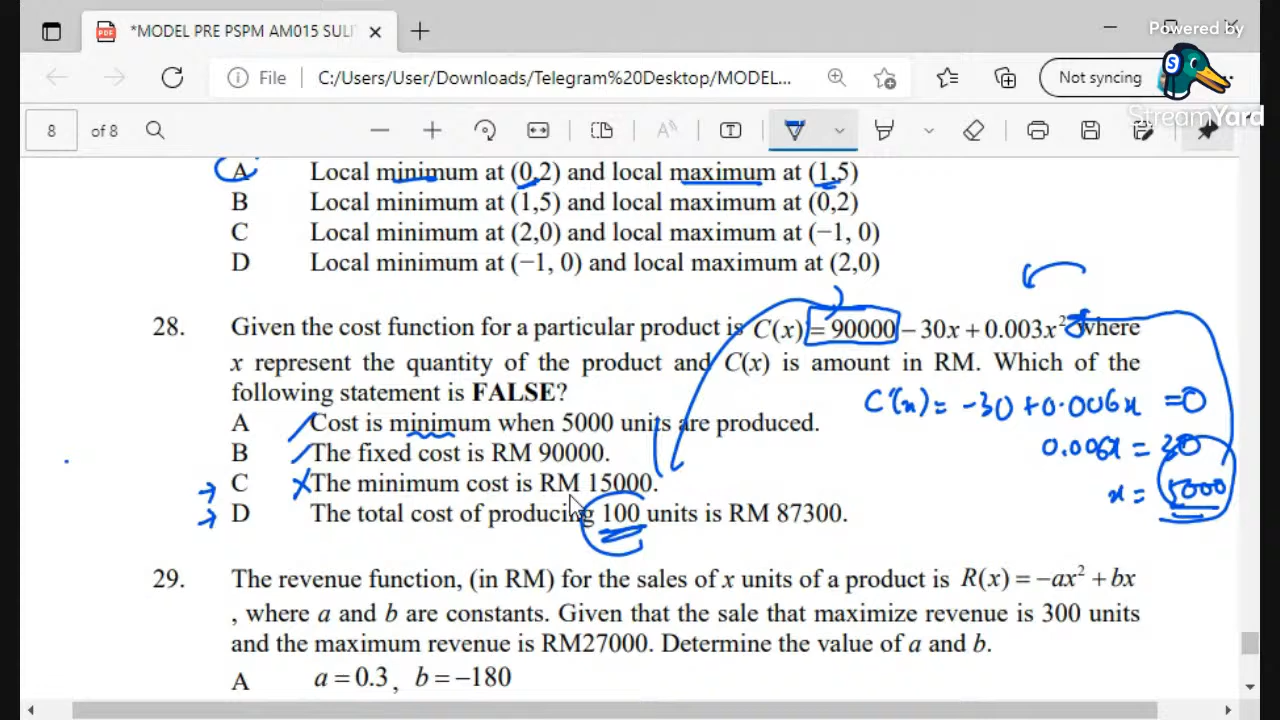 *MODEL PRE PSPM AM015 SULI
Powered by
File C:/Users/User/Downloads/Telegram%20Desktop/MODEL... Not syncing
StreamYard
8 of 8
A Local minimum at (0,2) and local maximum at (1,5)
B Local minimum at (1,5) and local maximum at (0,2)
C Local minimum at (2,0) and local maximum at (−1, 0)
D Local minimum at (−1, 0) and local maximum at (2,0)
28. Given the cost function for a particular product is C(x) = 90000 − 30x + 0.003x² where
x represent the quantity of the product and C(x) is amount in RM. Which of the
following statement is FALSE?
C'(x) = -30 + 0.006x = 0
A Cost is minimum when 5000 units are produced.
0.006x = 30
B The fixed cost is RM 90000.
C The minimum cost is RM 15000.
x = 5000
D The total cost of producing 100 units is RM 87300.
29. The revenue function, (in RM) for the sales of x units of a product is R(x) = −ax² + bx
, where a and b are constants. Given that the sale that maximize revenue is 300 units
and the maximum revenue is RM27000. Determine the value of a and b.
A a = 0.3, b = −180